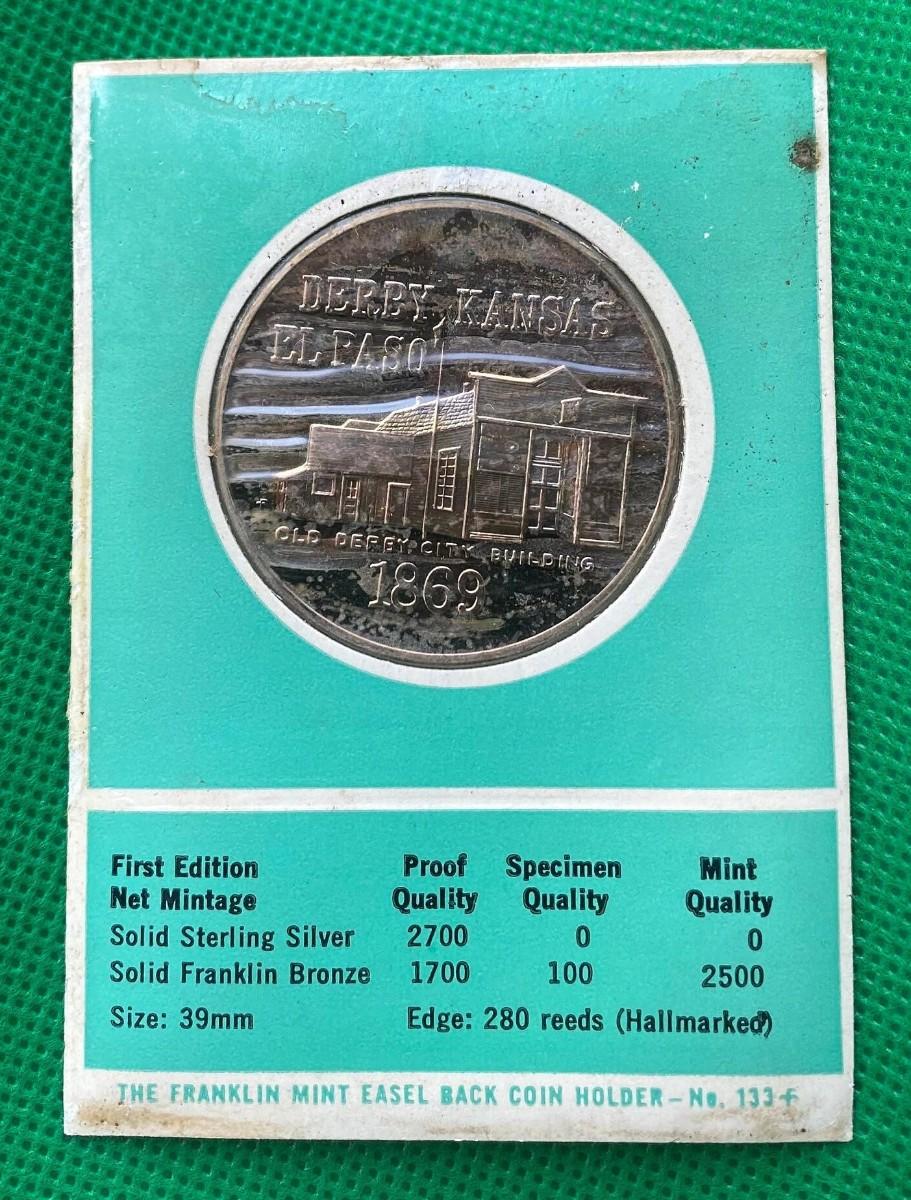 DERBY, KANSAS
EL PASO
OLD DERBY CITY BUILDING
1869
First Edition Proof Specimen Mint
Net Mintage Quality Quality Quality
Solid Sterling Silver 2700 0 0
Solid Franklin Bronze 1700 100 2500
Size: 39mm Edge: 280 reeds (Hallmarked)
THE FRANKLIN MINT EASEL BACK COIN HOLDER – No. 133-f